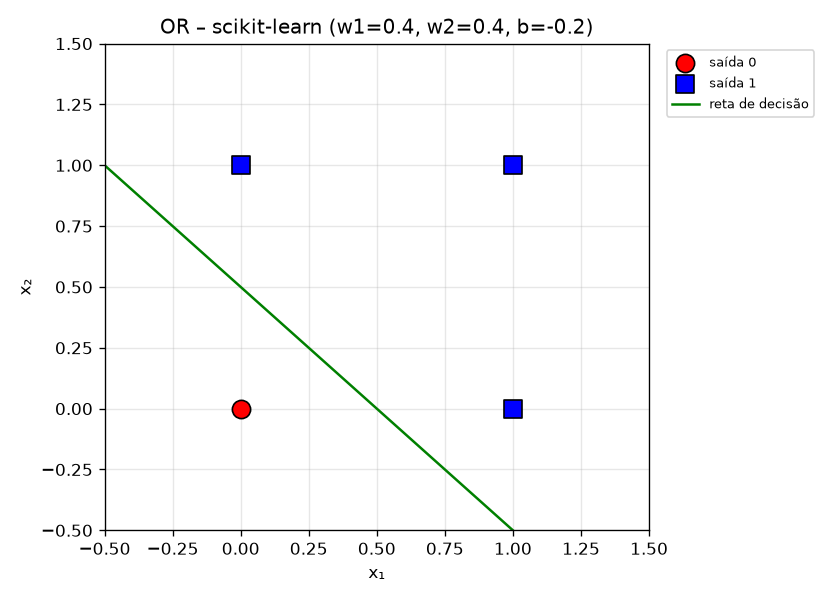 OR – scikit-learn (w1=0.4, w2=0.4, b=-0.2)
saída 0
saída 1
reta de decisão
1.50
1.25
1.00
0.75
0.50
0.25
0.00
−0.25
−0.50
x₂
−0.50 −0.25 0.00 0.25 0.50 0.75 1.00 1.25 1.50
x₁